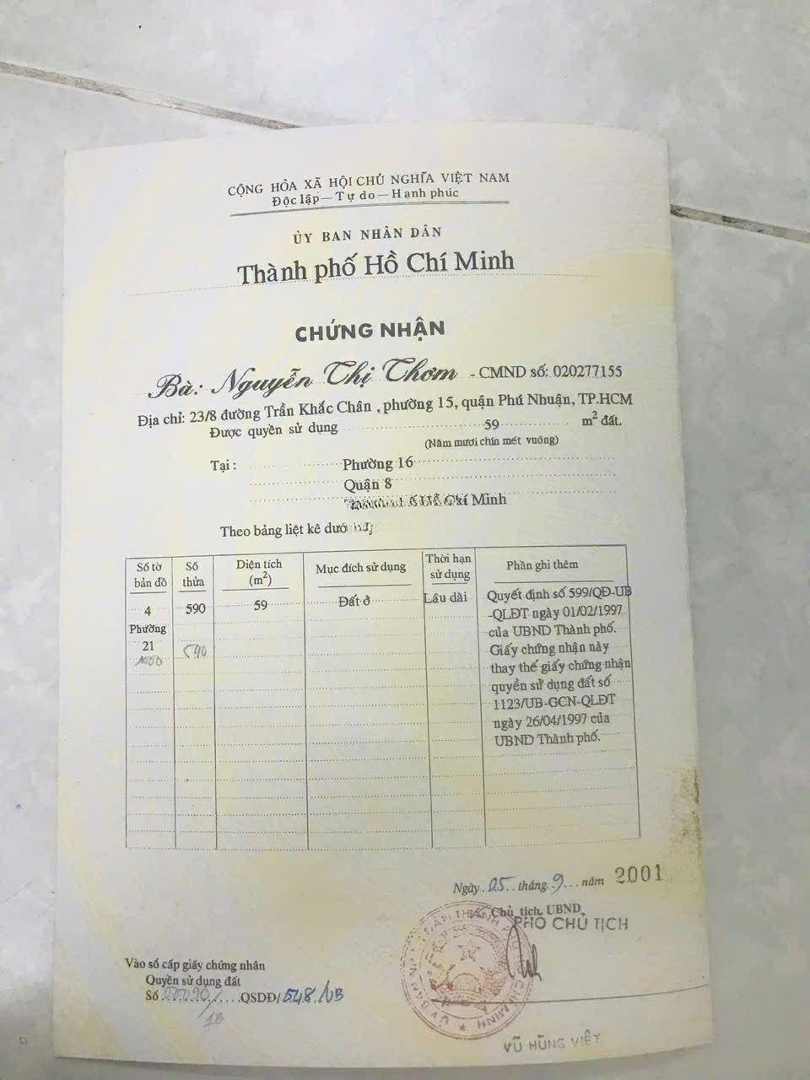 CỘNG HÒA XÃ HỘI CHỦ NGHĨA VIỆT NAM
Độc lập — Tự do — Hạnh phúc
ỦY BAN NHÂN DÂN
Thành phố Hồ Chí Minh
CHỨNG NHẬN
Bà: Nguyễn Thị Thơm - CMND số: 020277155
Địa chỉ: 23/8 đường Trần Khắc Chân , phường 15, quận Phú Nhuận, TP.HCM
Được quyền sử dụng 59 m² đất.
(Năm mươi chín mét vuông)
Tại : Phường 16
Quận 8
Hồ Chí Minh
Theo bảng liệt kê dưới
Số tờ bản đồ
Số thửa
Diện tích (m²)
Mục đích sử dụng
Thời hạn sử dụng
Phần ghi thêm
4
Phường
21
590
590
59
Đất ở
Lâu dài
Quyết định số 599/QĐ-UB
-QLĐT ngày 01/02/1997
của UBND Thành phố.
Giấy chứng nhận này
thay thế giấy chứng nhận
quyền sử dụng đất số
1123/UB-GCN-QLĐT
ngày 26/04/1997 của
UBND Thành phố.
Ngày 05 tháng 9 năm 2001
Chủ tịch UBND
PHÓ CHỦ TỊCH
Vào sổ cấp giấy chứng nhận
Quyền sử dụng đất
Số QSDĐ/ 548/UB
1B
VŨ HÙNG VIỆT